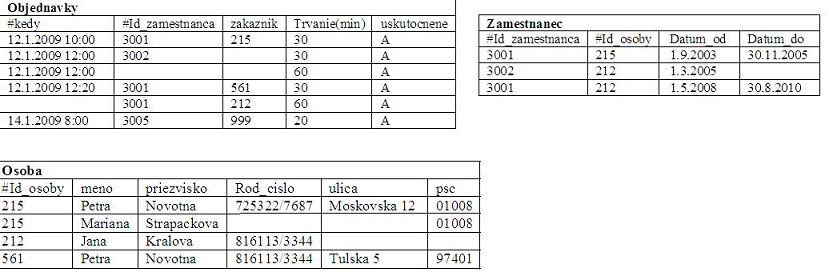 Objednavky
#kedy #Id_zamestnanca zakaznik Trvanie(min) uskutocnene
12.1.2009 10:00 3001 215 30 A
12.1.2009 12:00 3002 30 A
12.1.2009 12:00 60 A
12.1.2009 12:20 3001 561 30 A
3001 212 60 A
14.1.2009 8:00 3005 999 20 A
Zamestnanec
#Id_zamestnanca #Id_osoby Datum_od Datum_do
3001 215 1.9.2003 30.11.2005
3002 212 1.3.2005
3001 212 1.5.2008 30.8.2010
Osoba
#Id_osoby meno priezvisko Rod_cislo ulica psc
215 Petra Novotna 725322/7687 Moskovska 12 01008
215 Mariana Strapackova 01008
212 Jana Kralova 816113/3344
561 Petra Novotna 816113/3344 Tulska 5 97401